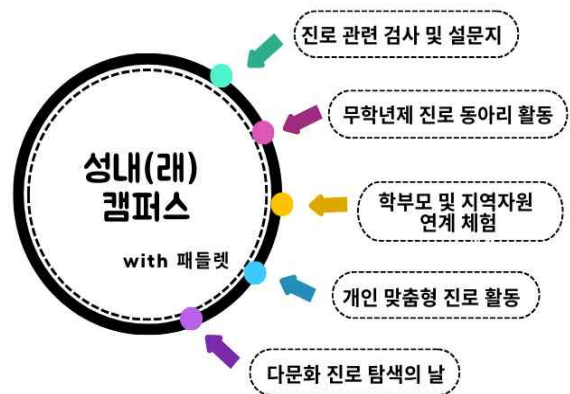 진로 관련 검사 및 설문지
무학년제 진로 동아리 활동
성내(래)
캠퍼스
with 패들렛
학부모 및 지역자원
연계 체험
개인 맞춤형 진로 활동
다문화 진로 탐색의 날